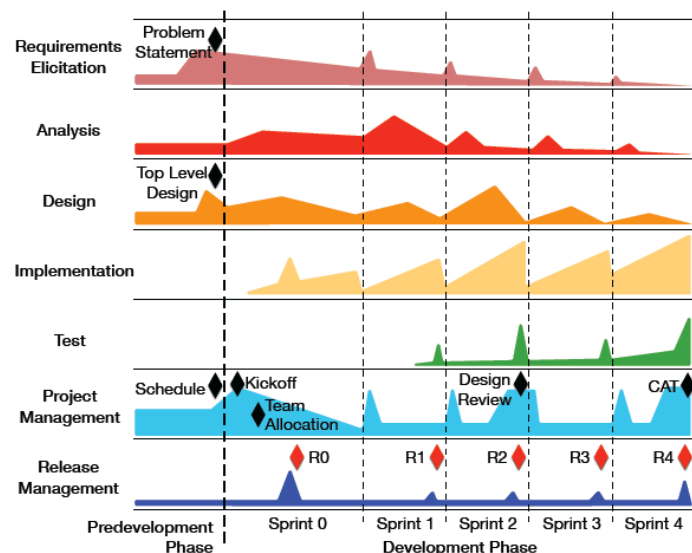 Requirements
Elicitation
Problem
Statement
Analysis
Top Level
Design
Design
Implementation
Test
Project
Management
Schedule
Kickoff
Team
Allocation
Design
Review
CAT
Release
Management
R0
R1
R2
R3
R4
Predevelopment
Phase
Sprint 0
Sprint 1
Sprint 2
Sprint 3
Sprint 4
Development Phase